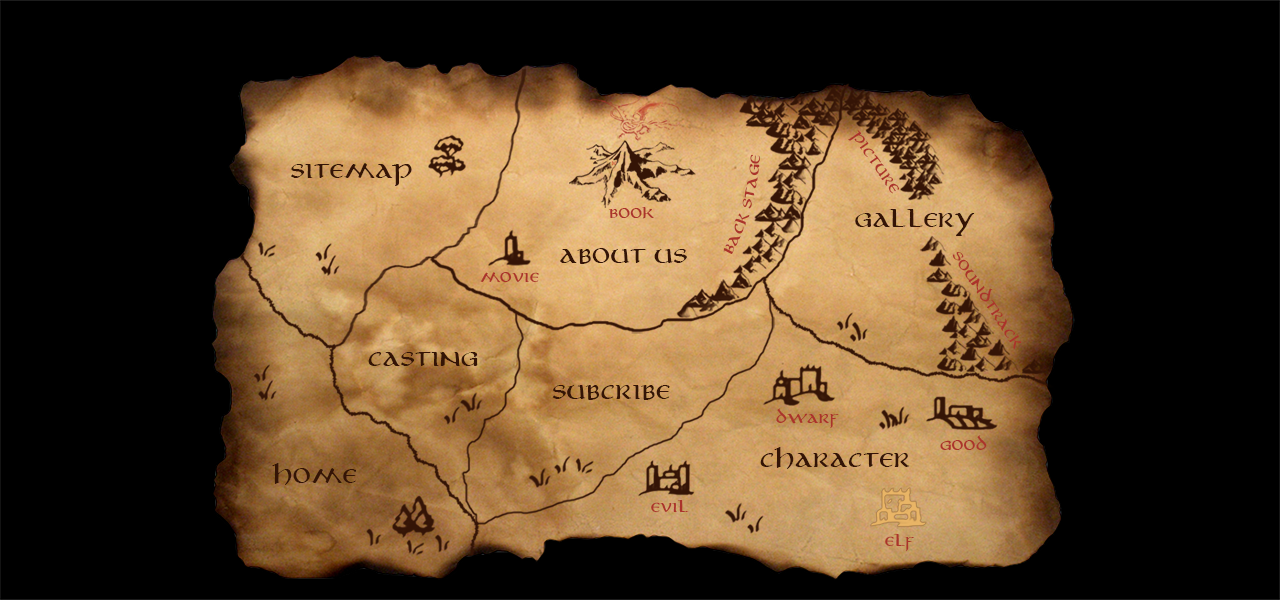 SITEMAP
BOOK
MOVIE
ABOUT US
BACK STAGE
PICTURE
GALLERY
SOUNDTRACK
CASTING
SUBCRIBE
DWARF
GOOD
HOME
CHARACTER
EVIL
ELF